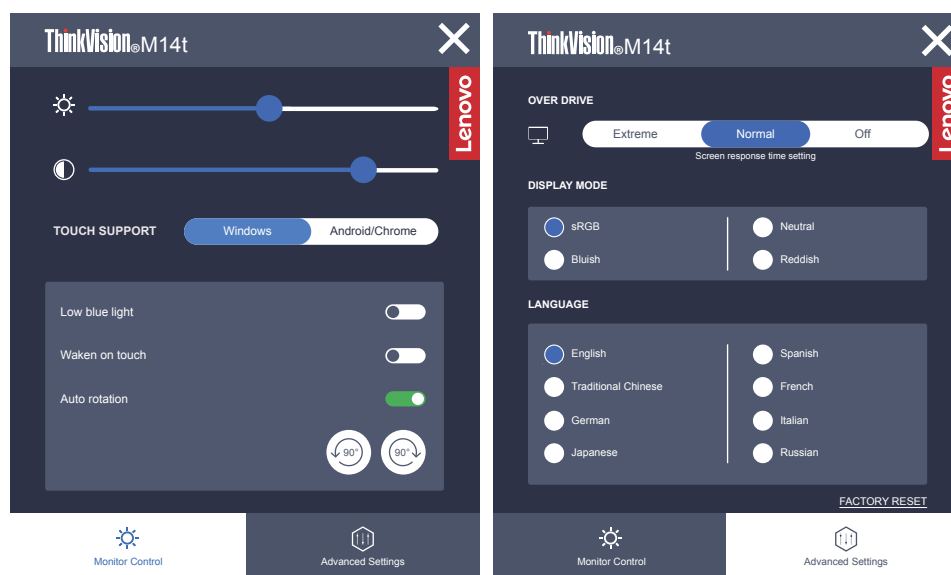 ThinkVision®M14t
Lenovo
TOUCH SUPPORT
Windows
Android/Chrome
Low blue light
Waken on touch
Auto rotation
90°
90°
Monitor Control
Advanced Settings
ThinkVision®M14t
Lenovo
OVER DRIVE
Extreme
Normal
Off
Screen response time setting
DISPLAY MODE
sRGB
Neutral
Bluish
Reddish
LANGUAGE
English
Spanish
Traditional Chinese
French
German
Italian
Japanese
Russian
FACTORY RESET
Monitor Control
Advanced Settings